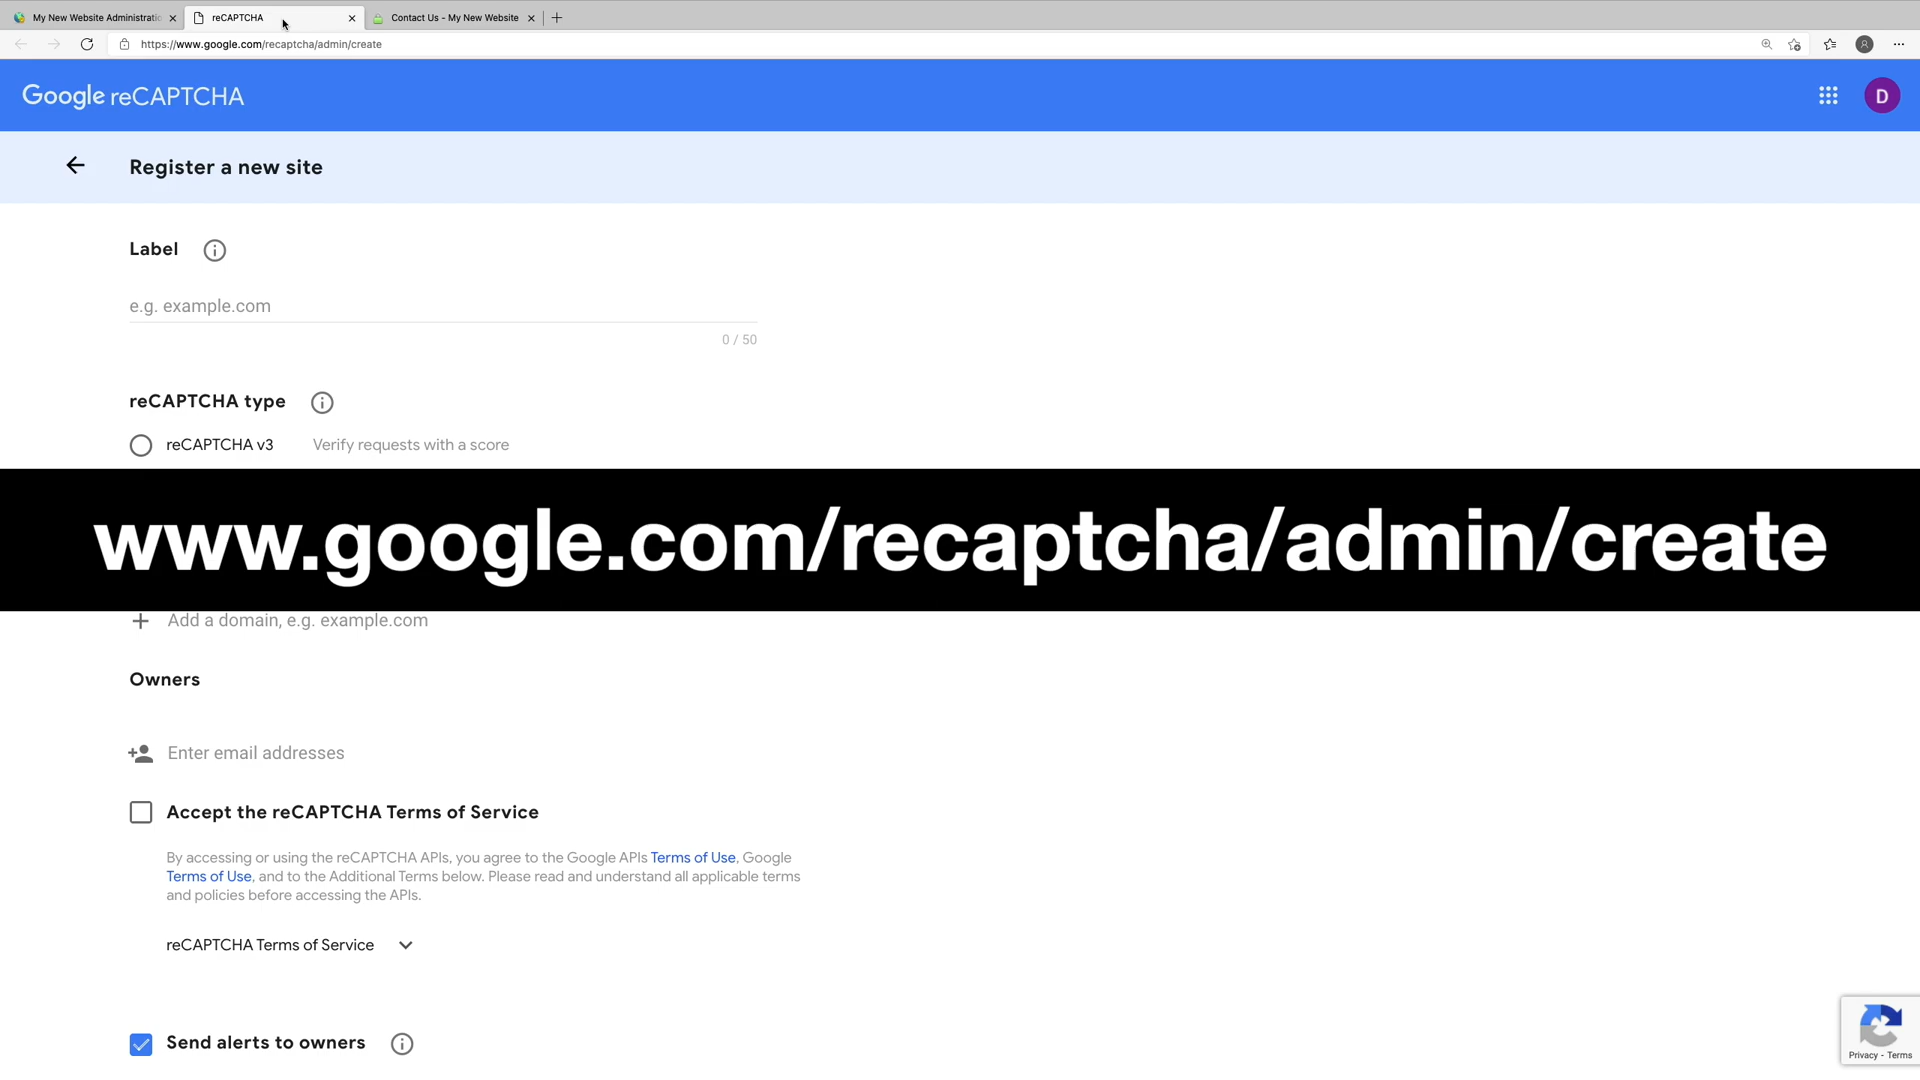 My New Website Administratio
reCAPTCHA
Contact Us - My New Website
https://www.google.com/recaptcha/admin/create
Google reCAPTCHA
D
Register a new site
Label
e.g. example.com
0 / 50
reCAPTCHA type
reCAPTCHA v3 Verify requests with a score
www.google.com/recaptcha/admin/create
Add a domain, e.g. example.com
Owners
Enter email addresses
Accept the reCAPTCHA Terms of Service
By accessing or using the reCAPTCHA APIs, you agree to the Google APIs Terms of Use, Google
Terms of Use, and to the Additional Terms below. Please read and understand all applicable terms
and policies before accessing the APIs.
reCAPTCHA Terms of Service
Send alerts to owners
Privacy - Terms